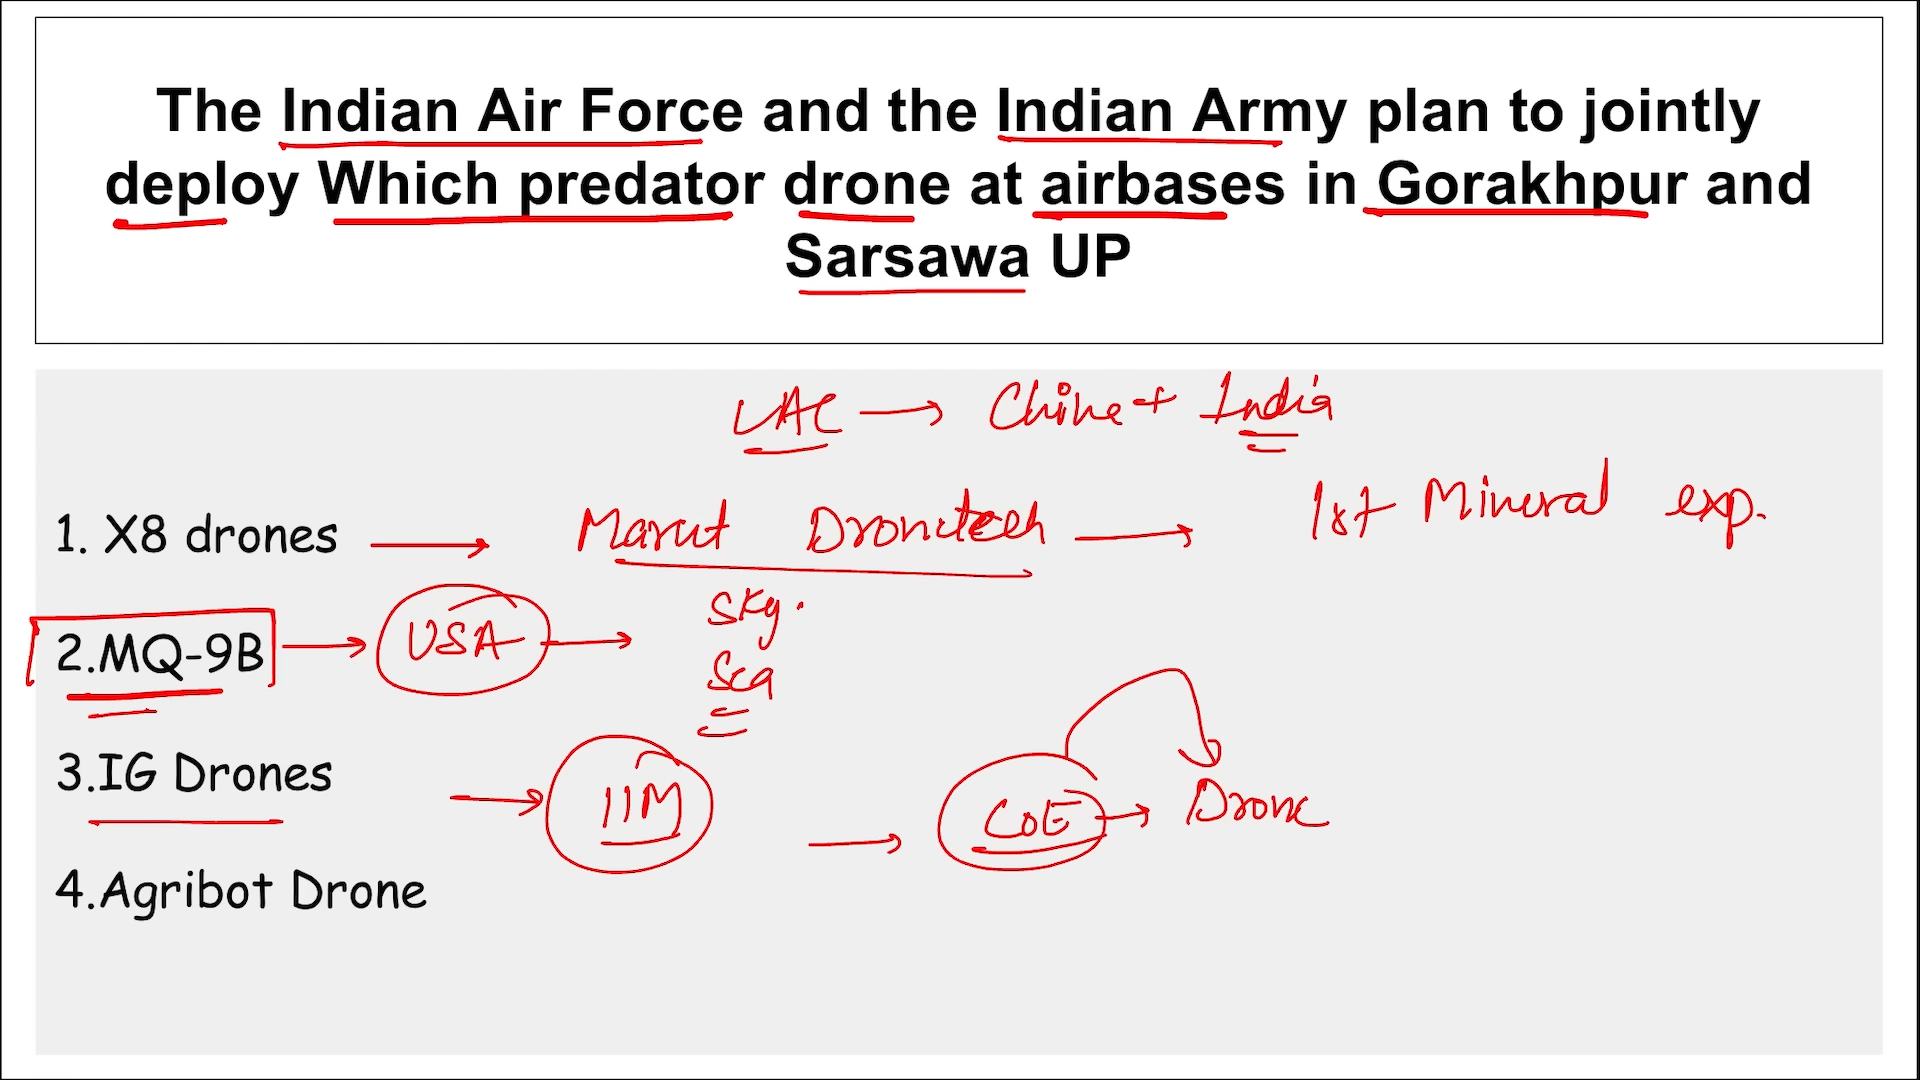 The Indian Air Force and the Indian Army plan to jointly
deploy Which predator drone at airbases in Gorakhpur and
Sarsawa UP
LAC → China + India
1. X8 drones → Marut Dronetech → 1st Mineral exp.
2.MQ-9B → USA → Sky.
Sea
3.IG Drones → IIM → COE → Drone
4.Agribot Drone